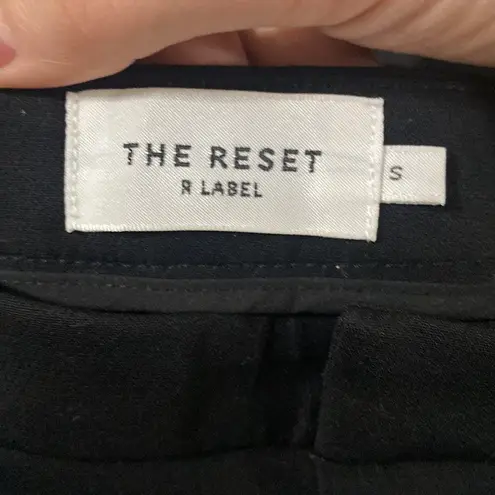 THE RESET
R LABEL
S